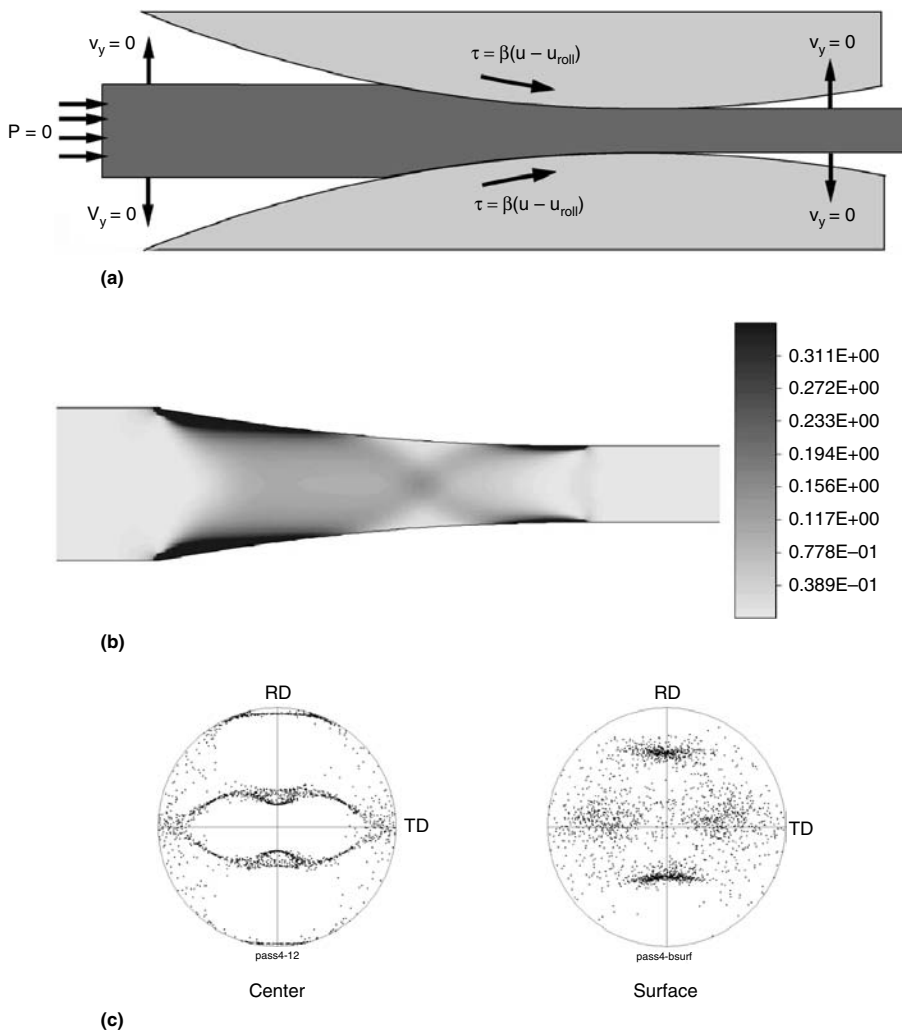 v_y = 0
τ = β(u – u_roll)
v_y = 0
P = 0
V_y = 0
τ = β(u – u_roll)
v_y = 0
(a)
0.311E+00
0.272E+00
0.233E+00
0.194E+00
0.156E+00
0.117E+00
0.778E–01
0.389E–01
(b)
RD
RD
TD
TD
pass4-12
pass4-bsurf
Center
Surface
(c)